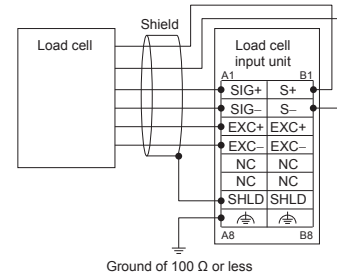 Shield
Load cell
Load cell
input unit
A1 B1
SIG+ S+
SIG− S−
EXC+ EXC+
EXC− EXC−
NC NC
NC NC
SHLD SHLD
A8 B8
Ground of 100 Ω or less